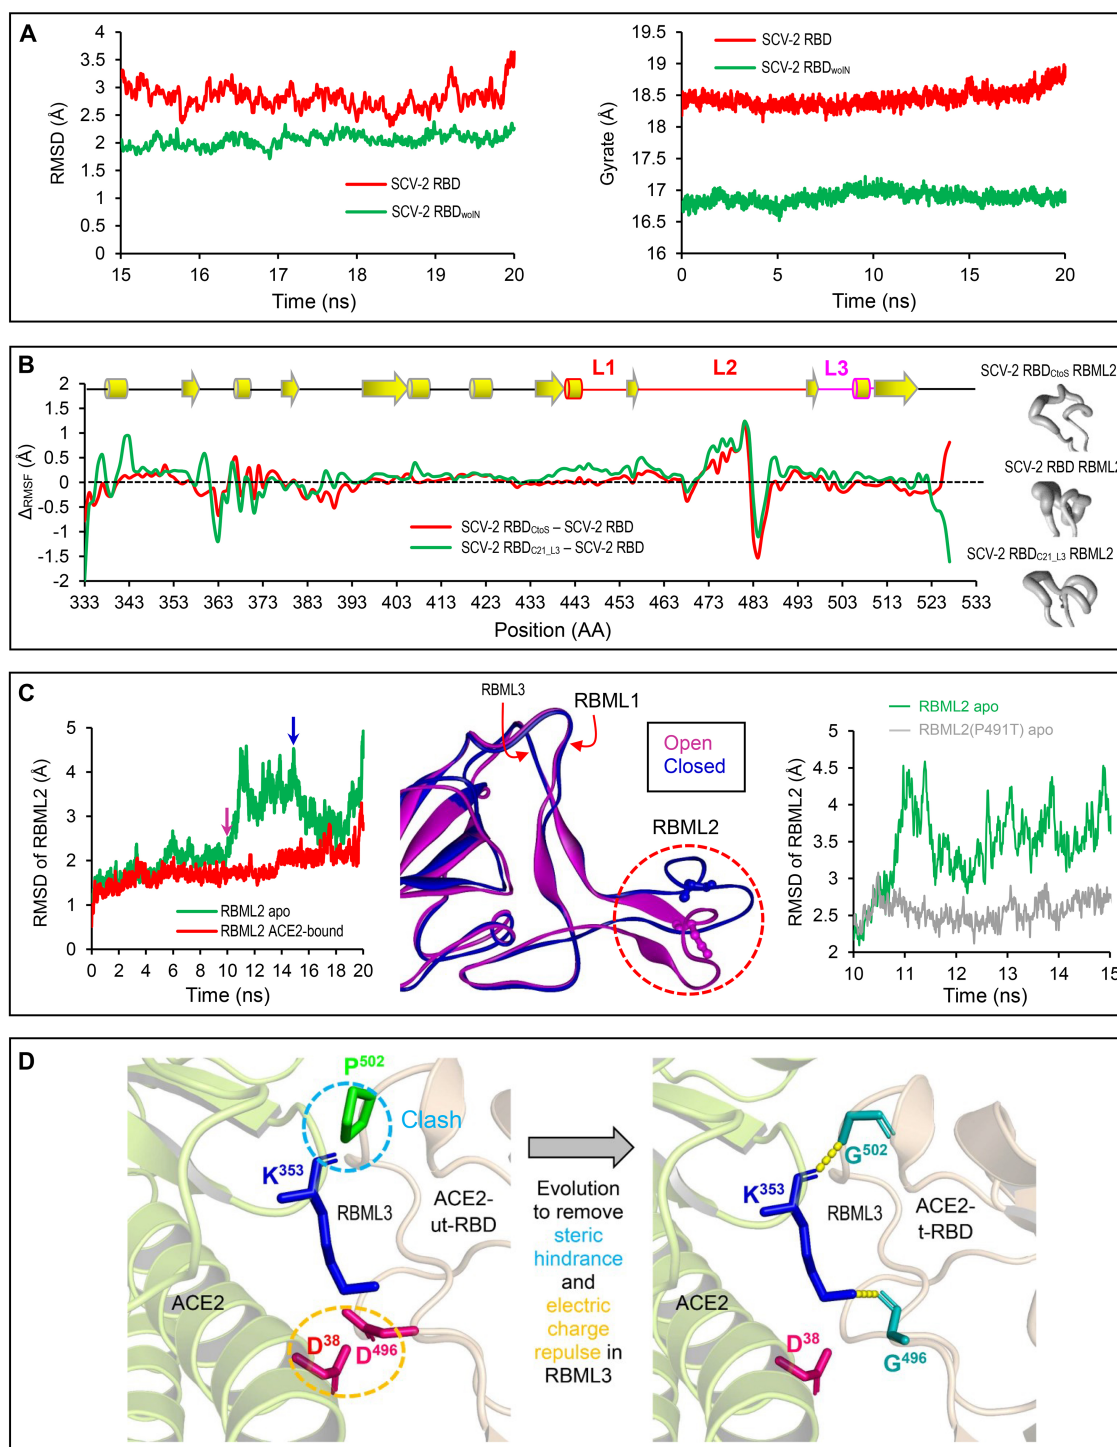 A
4
3.5
3
2.5
2
1.5
1
0.5
0
RMSD (Å)
SCV-2 RBD
SCV-2 RBDwoIN
15 16 17 18 19 20
Time (ns)
19.5
19
18.5
18
17.5
17
16.5
16
Gyrate (Å)
SCV-2 RBD
SCV-2 RBDwoIN
0 5 10 15 20
Time (ns)
B
L1 L2 L3
2
1.5
1
0.5
0
-0.5
-1
-1.5
-2
ΔRMSF (Å)
SCV-2 RBDCtoS – SCV-2 RBD
SCV-2 RBDC21_L3 – SCV-2 RBD
333 343 353 363 373 383 393 403 413 423 433 443 453 463 473 483 493 503 513 523 533
Position (AA)
SCV-2 RBDCtoS RBML2
SCV-2 RBD RBML2
SCV-2 RBDC21_L3 RBML2
C
5
4
3
2
1
0
RMSD of RBML2 (Å)
RBML2 apo
RBML2 ACE2-bound
0 2 4 6 8 10 12 14 16 18 20
Time (ns)
RBML3
RBML1
Open
Closed
RBML2
RBML2 apo
RBML2(P491T) apo
5
4.5
4
3.5
3
2.5
2
RMSD of RBML2 (Å)
10 11 12 13 14 15
Time (ns)
D
P502
Clash
K353
RBML3
ACE2-
ut-RBD
ACE2
D38
D496
Evolution
to remove
steric
hindrance
and
electric
charge
repulse in
RBML3
G502
K353
RBML3
ACE2-
t-RBD
ACE2
D38
G496